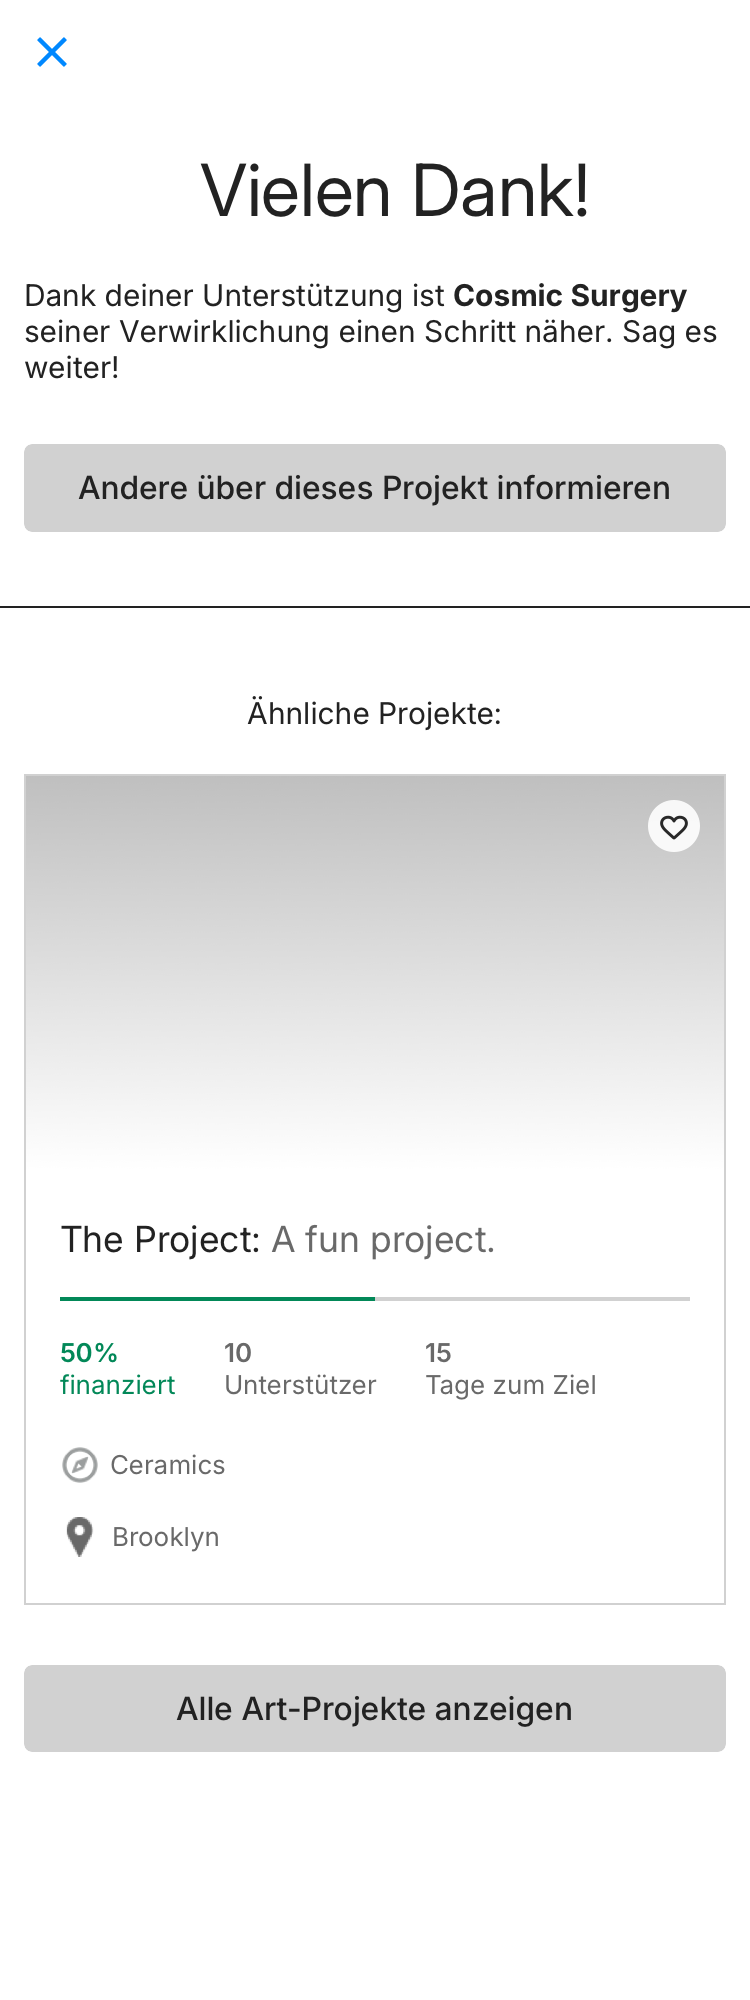 Vielen Dank!
Dank deiner Unterstützung ist Cosmic Surgery
seiner Verwirklichung einen Schritt näher. Sag es
weiter!
Andere über dieses Projekt informieren
Ähnliche Projekte:
The Project: A fun project.
50% 10 15
finanziert Unterstützer Tage zum Ziel
Ceramics
Brooklyn
Alle Art-Projekte anzeigen